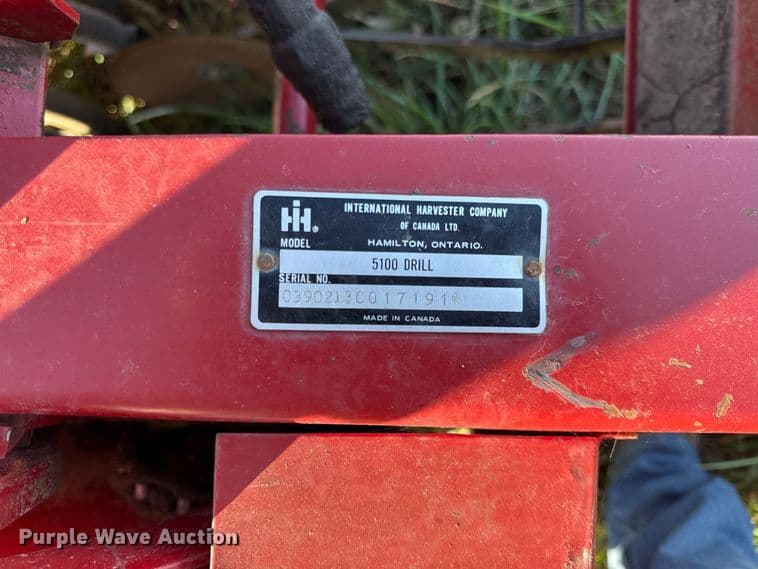 IH®
INTERNATIONAL HARVESTER COMPANY
OF CANADA LTD.
MODEL
HAMILTON, ONTARIO.
5100 DRILL
SERIAL NO.
0390213C017191*
MADE IN CANADA
Purple Wave Auction